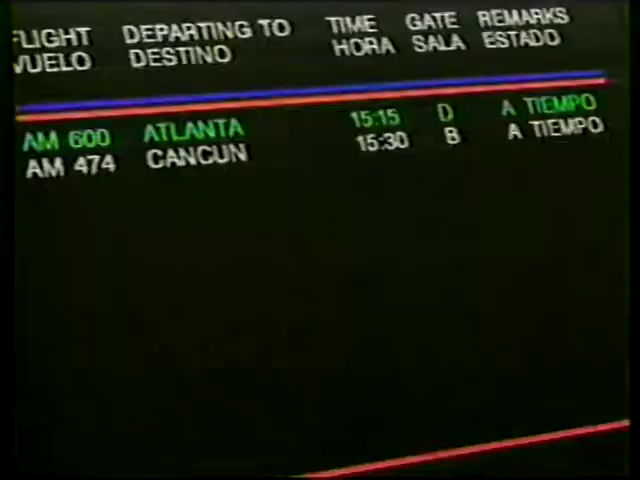 FLIGHT DEPARTING TO TIME GATE REMARKS
VUELO DESTINO HORA SALA ESTADO
AM 600 ATLANTA 15:15 D A TIEMPO
AM 474 CANCUN 15:30 B A TIEMPO